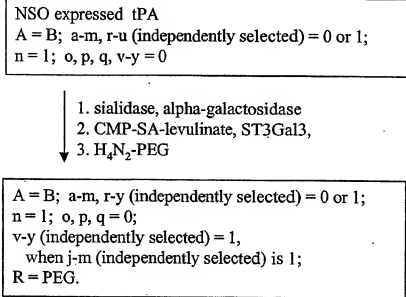 NSO expressed tPA
A = B; a-m, r-u (independently selected) = 0 or 1;
n = 1; o, p, q, v-y = 0
1. sialidase, alpha-galactosidase
2. CMP-SA-levulinate, ST3Gal3,
3. H4N2-PEG
A = B; a-m, r-y (independently selected) = 0 or 1;
n = 1; o, p, q = 0;
v-y (independently selected) = 1,
when j-m (independently selected) is 1;
R = PEG.